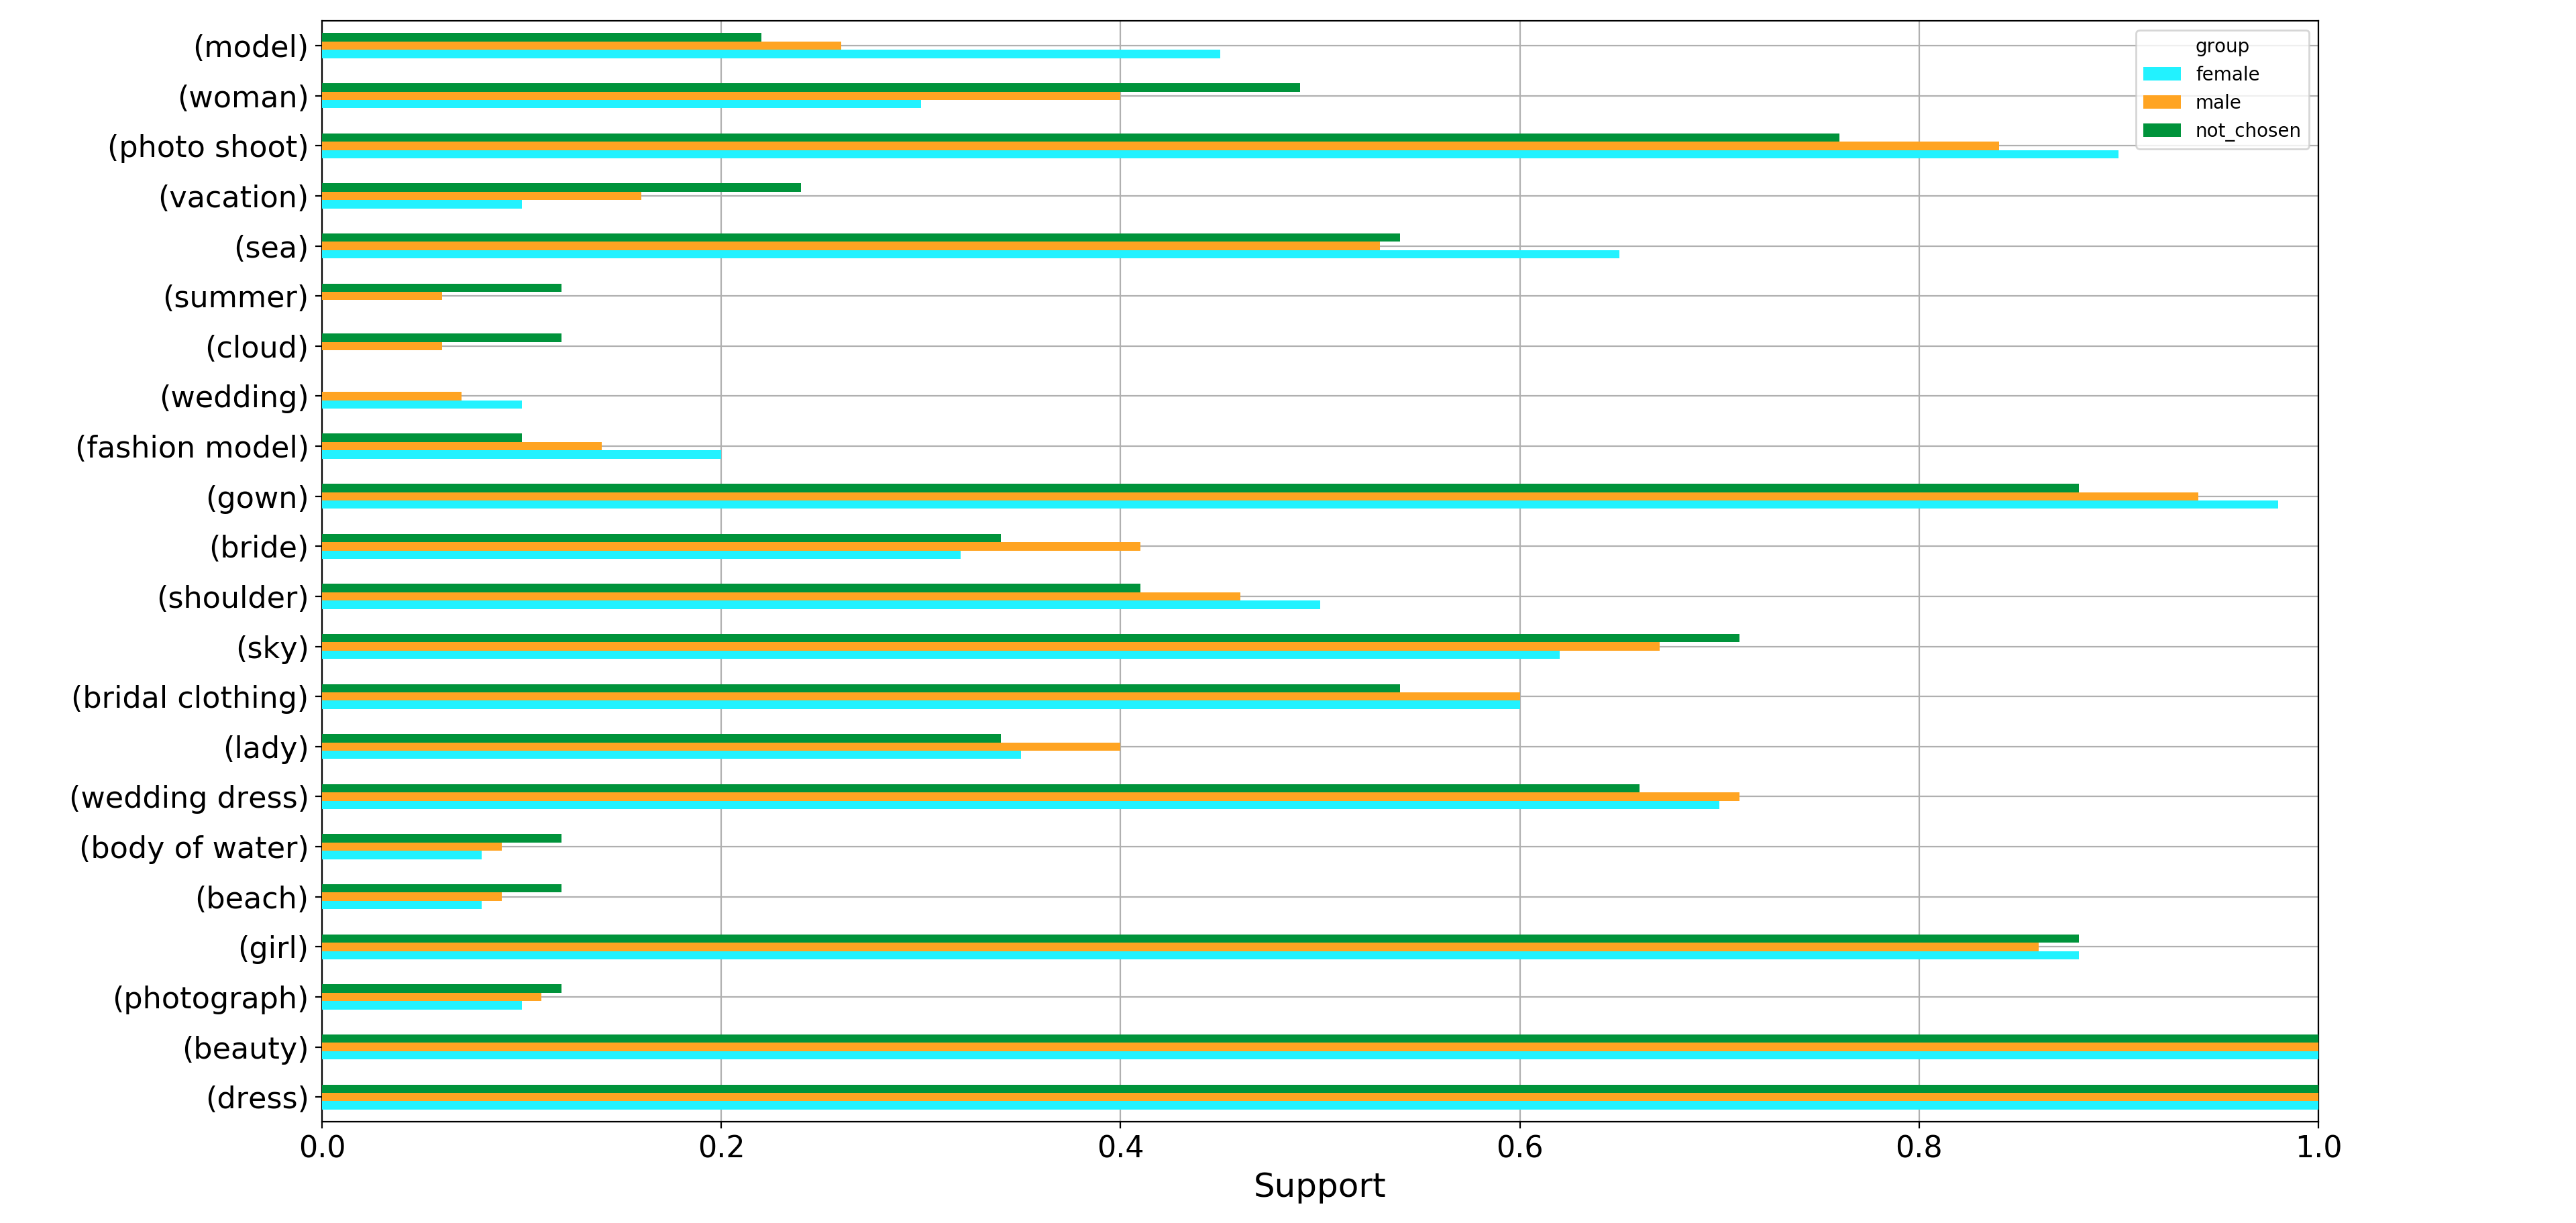 (model)
(woman)
(photo shoot)
(vacation)
(sea)
(summer)
(cloud)
(wedding)
(fashion model)
(gown)
(bride)
(shoulder)
(sky)
(bridal clothing)
(lady)
(wedding dress)
(body of water)
(beach)
(girl)
(photograph)
(beauty)
(dress)
group
female
male
not_chosen
0.0 0.2 0.4 0.6 0.8 1.0
Support